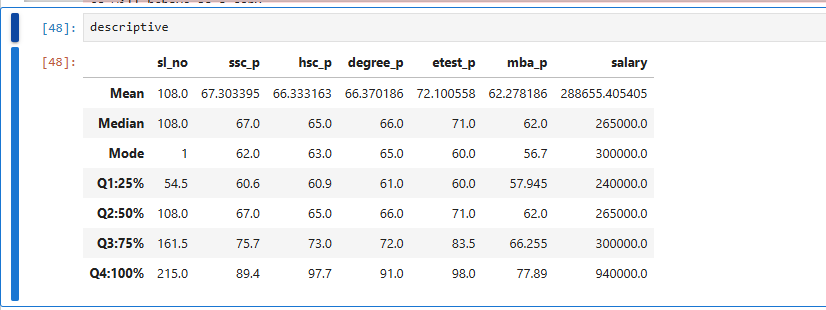 [48]: descriptive
[48]:
sl_no ssc_p hsc_p degree_p etest_p mba_p salary
Mean 108.0 67.303395 66.333163 66.370186 72.100558 62.278186 288655.405405
Median 108.0 67.0 65.0 66.0 71.0 62.0 265000.0
Mode 1 62.0 63.0 65.0 60.0 56.7 300000.0
Q1:25% 54.5 60.6 60.9 61.0 60.0 57.945 240000.0
Q2:50% 108.0 67.0 65.0 66.0 71.0 62.0 265000.0
Q3:75% 161.5 75.7 73.0 72.0 83.5 66.255 300000.0
Q4:100% 215.0 89.4 97.7 91.0 98.0 77.89 940000.0